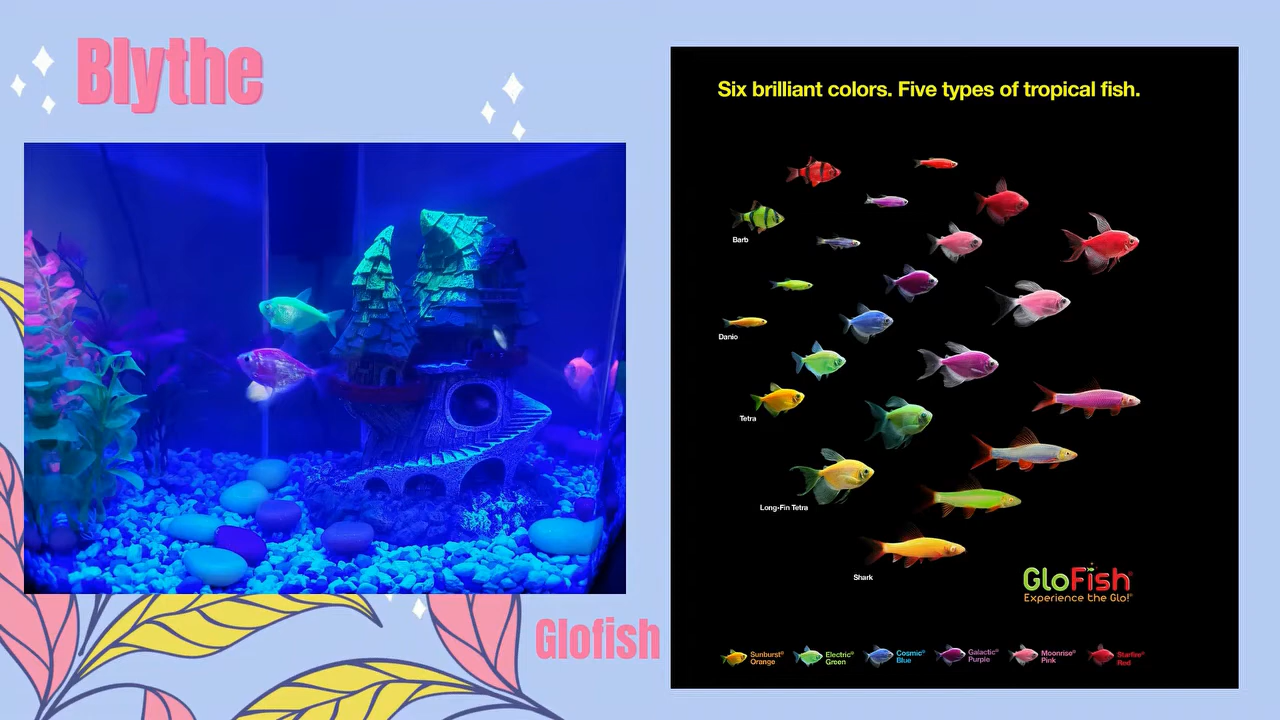 Blythe
Six brilliant colors. Five types of tropical fish.
Barb
Danio
Tetra
Long-Fin Tetra
Shark
GloFish®
Experience the Glo!®
Glofish
Sunburst®
Orange
Electric®
Green
Cosmic®
Blue
Galactic®
Purple
Moonrise®
Pink
Starfire®
Red